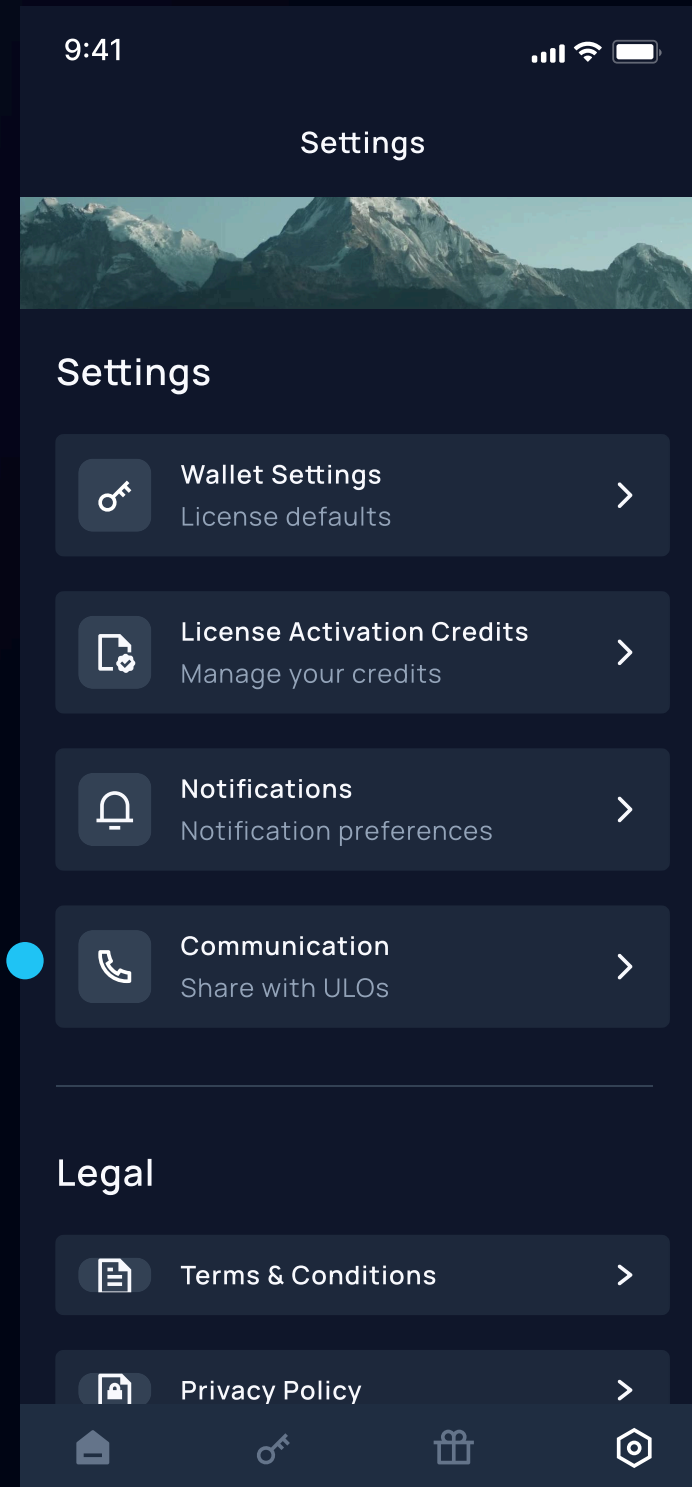 9:41
Settings
Settings
Wallet Settings
License defaults
License Activation Credits
Manage your credits
Notifications
Notification preferences
Communication
Share with ULOs
Legal
Terms & Conditions
Privacy Policy